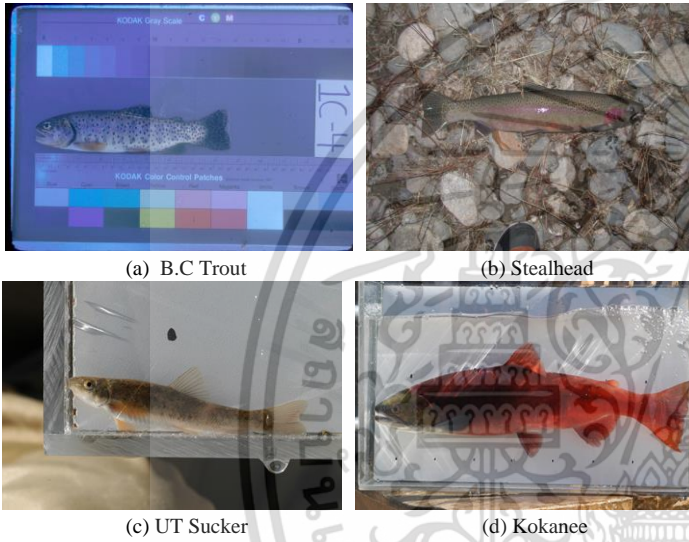 KODAK Gray Scale
C Y M
1C-4
KODAK Color Control Patches
(a) B.C Trout
(b) Stealhead
(c) UT Sucker
(d) Kokanee